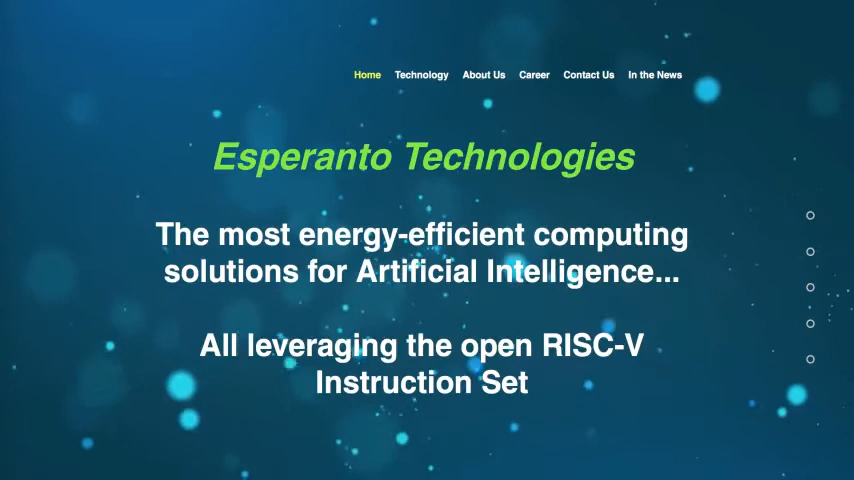 Home Technology About Us Career Contact Us In the News
Esperanto Technologies
The most energy-efficient computing
solutions for Artificial Intelligence...
All leveraging the open RISC-V
Instruction Set